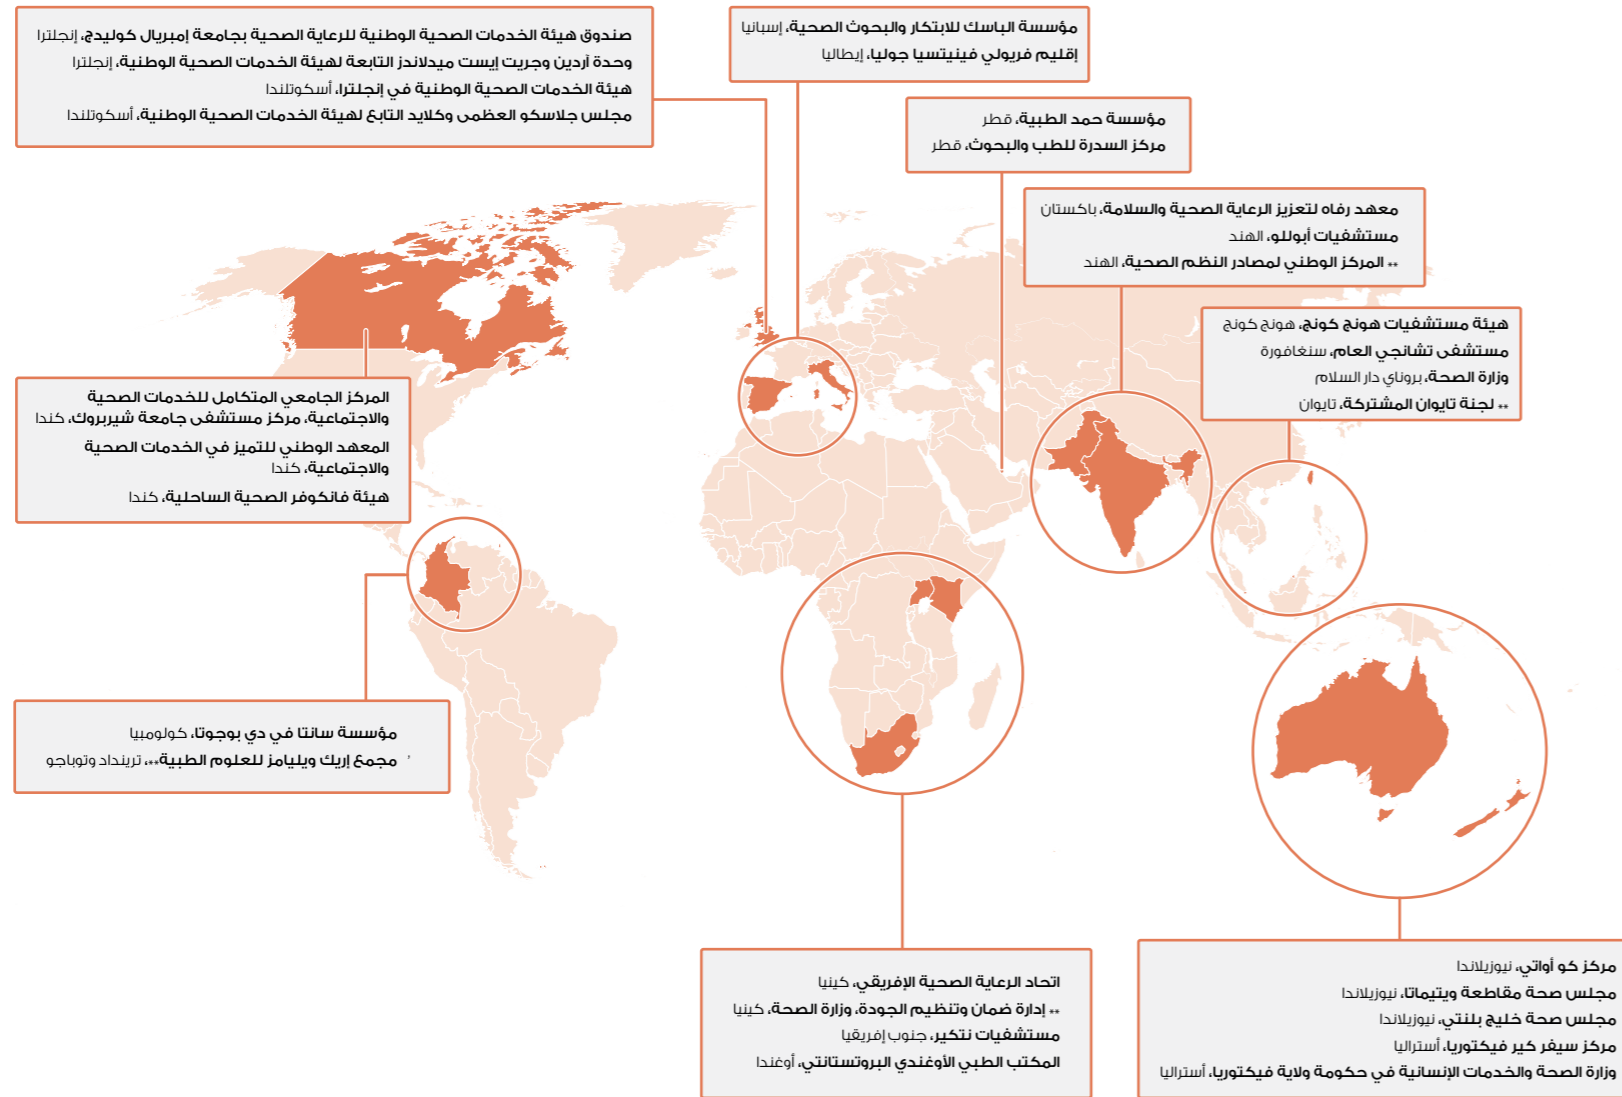 صندوق هيئة الخدمات الصحية الوطنية للرعاية الصحية بجامعة إمبريال كوليدج، إنجلترا
وحدة آردين وجريت إيست ميدلاندز التابعة لهيئة الخدمات الصحية الوطنية، إنجلترا
هيئة الخدمات الصحية الوطنية في إنجلترا، أسكوتلندا
مجلس جلاسكو العظمى وكلايد التابع لهيئة الخدمات الصحية الوطنية، أسكوتلندا
مؤسسة الباسك للابتكار والبحوث الصحية، إسبانيا
إقليم فريولي فينيتسيا جوليا، إيطاليا
مؤسسة حمد الطبية، قطر
مركز السدرة للطب والبحوث، قطر
معهد رفاه لتعزيز الرعاية الصحية والسلامة، باكستان
مستشفيات أبوللو، الهند
** المركز الوطني لمصادر النظم الصحية، الهند
هيئة مستشفيات هونج كونج، هونج كونج
مستشفى تشانجي العام، سنغافورة
وزارة الصحة، بروناي دار السلام
** لجنة تايوان المشتركة، تايوان
المركز الجامعي المتكامل للخدمات الصحية
والاجتماعية، مركز مستشفى جامعة شيربروك، كندا
المعهد الوطني للتميز في الخدمات الصحية
والاجتماعية، كندا
هيئة فانكوفر الصحية الساحلية، كندا
مؤسسة سانتا في دي بوجوتا، كولومبيا
' مجمع إريك ويليامز للعلوم الطبية**، ترينداد وتوباجو
اتحاد الرعاية الصحية الإفريقي، كينيا
** إدارة ضمان وتنظيم الجودة، وزارة الصحة، كينيا
مستشفيات نتكير، جنوب إفريقيا
المكتب الطبي الأوغندي البروتستانتي، أوغندا
مركز كو أواتي، نيوزيلاندا
مجلس صحة مقاطعة ويتيماتا، نيوزيلاندا
مجلس صحة خليج بلنتي، نيوزيلاندا
مركز سيفر كير فيكتوريا، أستراليا
وزارة الصحة والخدمات الإنسانية في حكومة ولاية فيكتوريا، أستراليا